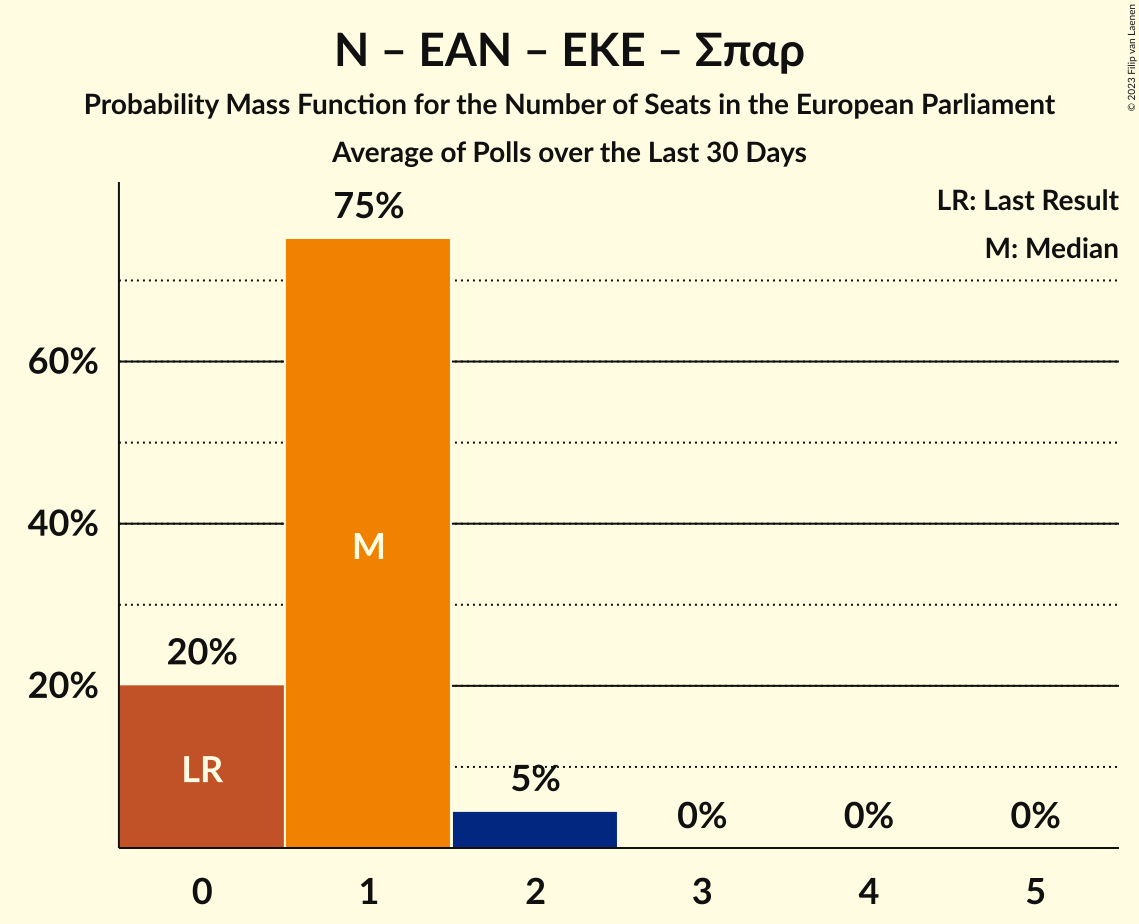 N – ΕΑΝ – ΕΚΕ – Σπαρ
Probability Mass Function for the Number of Seats in the European Parliament
Average of Polls over the Last 30 Days
© 2023 Filip van Laenen
LR: Last Result
M: Median
75%
60%
40%
20%
20%
5%
0%
0%
0%
LR
M
0
1
2
3
4
5